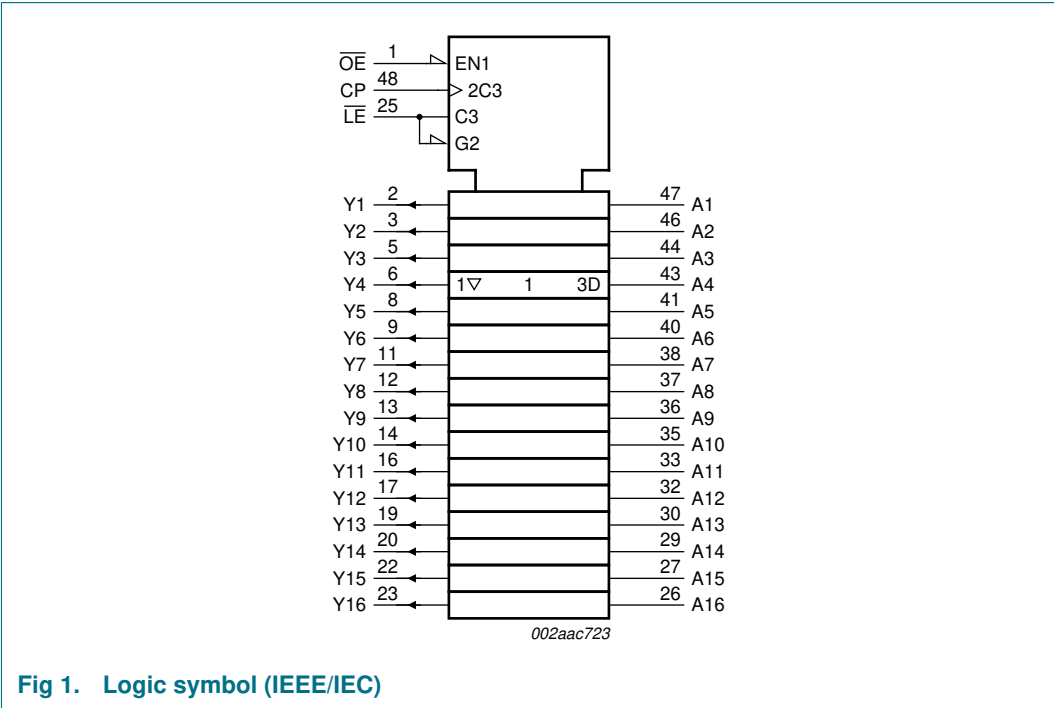 O̅E̅ 1 EN1
CP 48 2C3
L̅E̅ 25 C3
G2
Y1 2 47 A1
Y2 3 46 A2
Y3 5 44 A3
Y4 6 1▽ 1 3D 43 A4
Y5 8 41 A5
Y6 9 40 A6
Y7 11 38 A7
Y8 12 37 A8
Y9 13 36 A9
Y10 14 35 A10
Y11 16 33 A11
Y12 17 32 A12
Y13 19 30 A13
Y14 20 29 A14
Y15 22 27 A15
Y16 23 26 A16
002aac723
Fig 1. Logic symbol (IEEE/IEC)